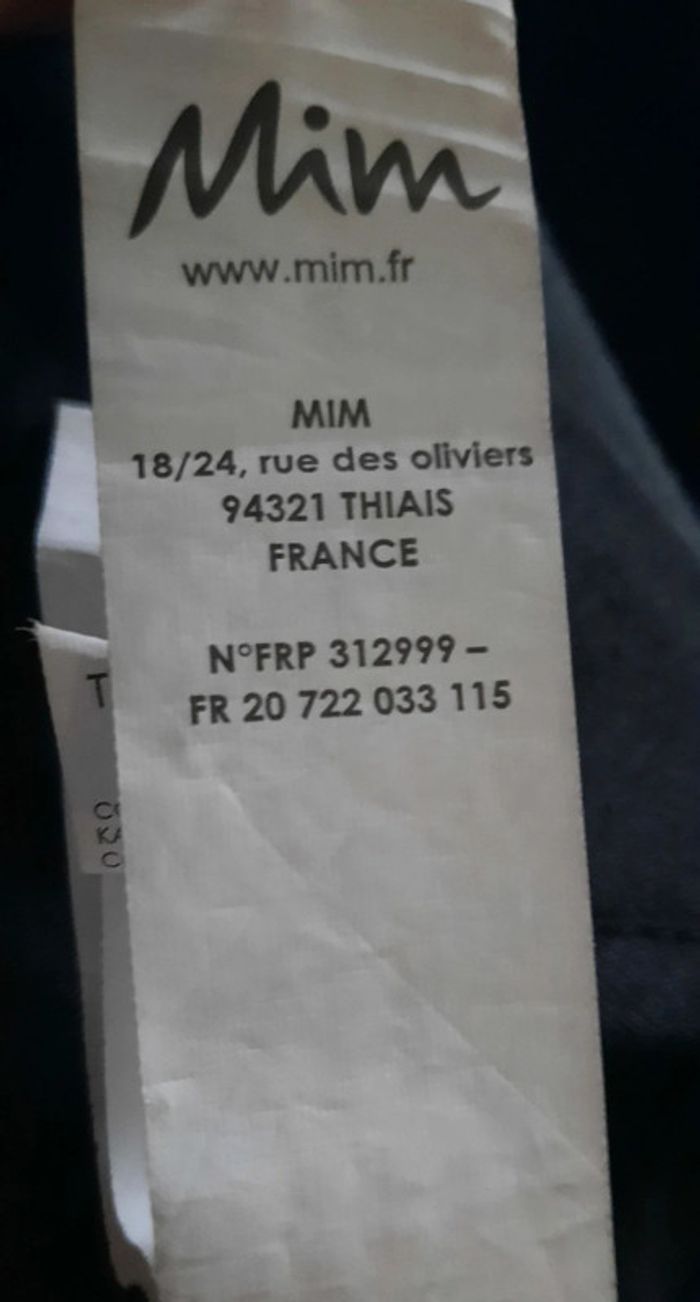 Mim
www.mim.fr
MIM
18/24, rue des oliviers
94321 THIAIS
FRANCE
N°FRP 312999 –
FR 20 722 033 115
T